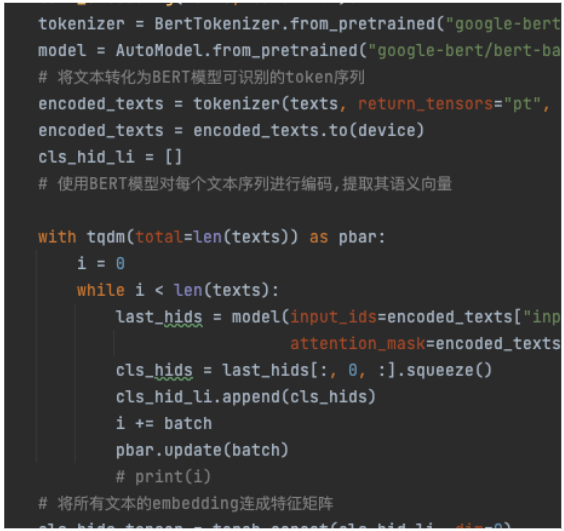 tokenizer = BertTokenizer.from_pretrained("google-bert
model = AutoModel.from_pretrained("google-bert/bert-ba
# 将文本转化为BERT模型可识别的token序列
encoded_texts = tokenizer(texts, return_tensors="pt",
encoded_texts = encoded_texts.to(device)
cls_hid_li = []
# 使用BERT模型对每个文本序列进行编码,提取其语义向量
with tqdm(total=len(texts)) as pbar:
i = 0
while i < len(texts):
last_hids = model(input_ids=encoded_texts["inp
attention_mask=encoded_texts
cls_hids = last_hids[:, 0, :].squeeze()
cls_hid_li.append(cls_hids)
i += batch
pbar.update(batch)
# print(i)
# 将所有文本的embedding连成特征矩阵